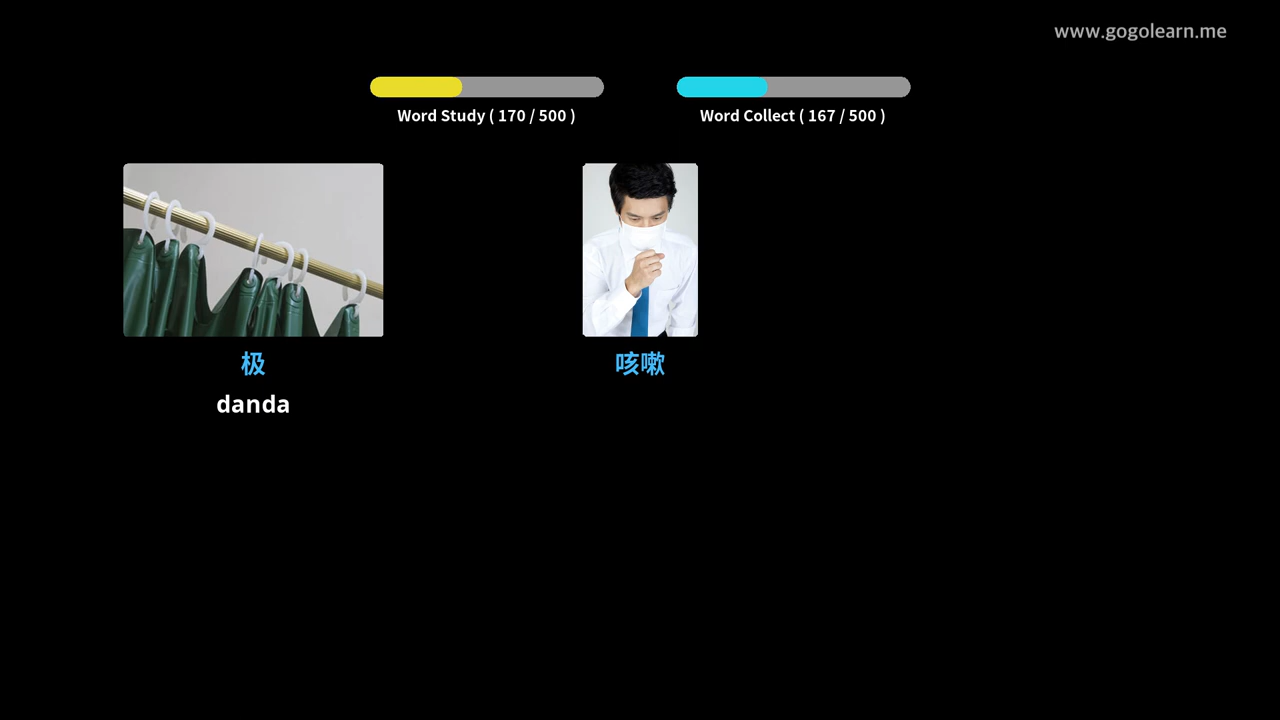 www.gogolearn.me
Word Study ( 170 / 500 )
Word Collect ( 167 / 500 )
极
咳嗽
danda